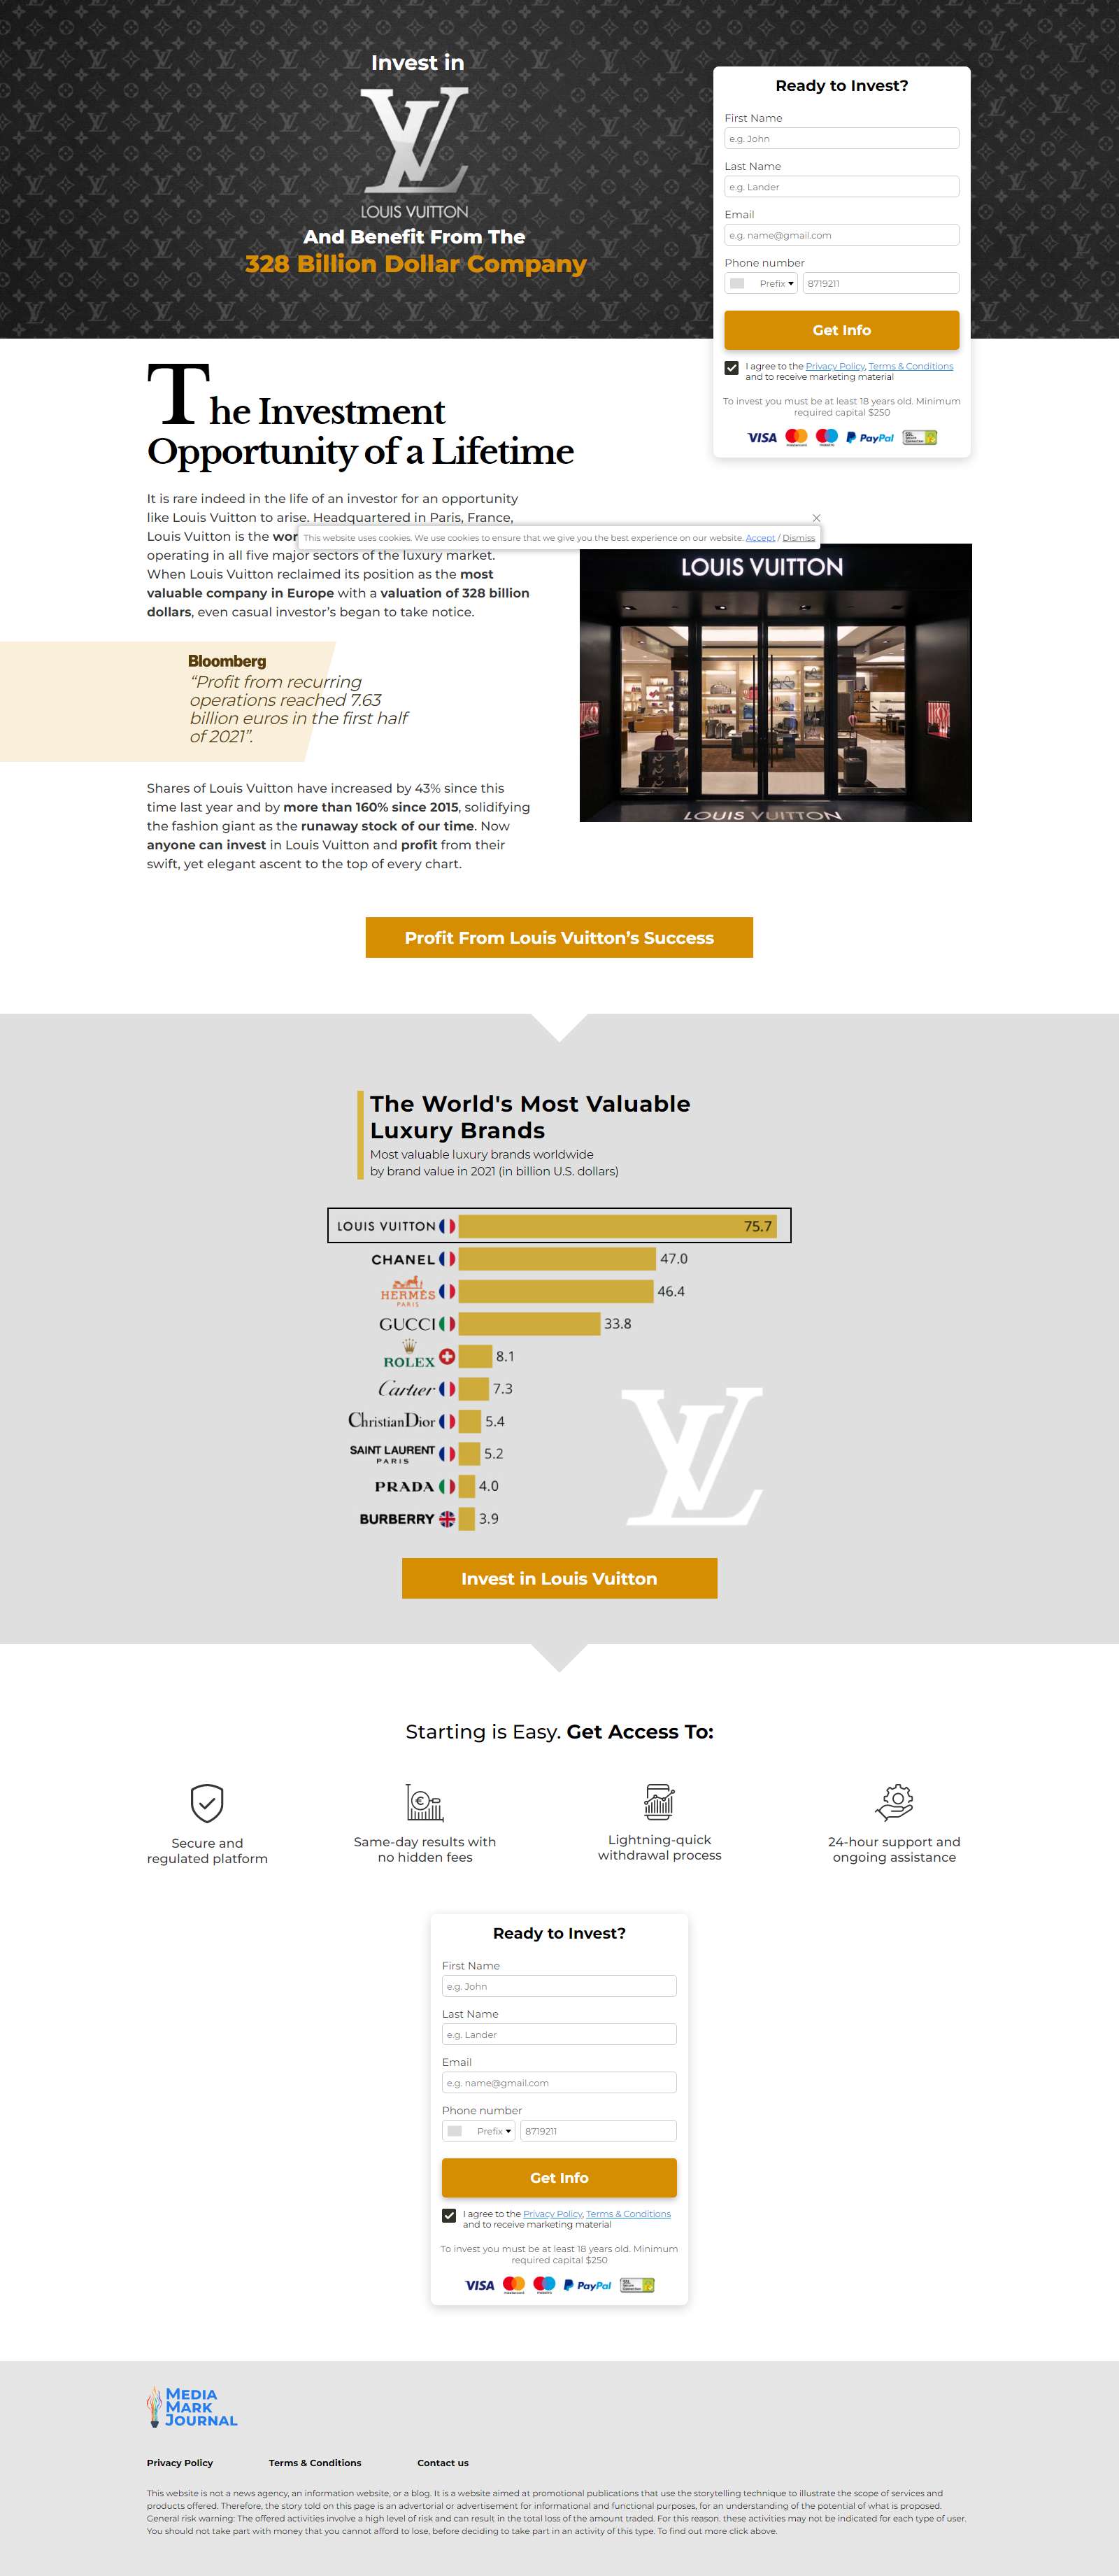 Invest in
LOUIS VUITTON
And Benefit From The
328 Billion Dollar Company
Ready to Invest?
First Name
e.g. John
Last Name
e.g. Lander
Email
e.g. name@gmail.com
Phone number
Prefix
8719211
Get Info
I agree to the Privacy Policy, Terms & Conditions
and to receive marketing material
To invest you must be at least 18 years old. Minimum
required capital $250
VISA PayPal
The Investment
Opportunity of a Lifetime
It is rare indeed in the life of an investor for an opportunity
like Louis Vuitton to arise. Headquartered in Paris, France,
Louis Vuitton is the wor
This website uses cookies. We use cookies to ensure that we give you the best experience on our website. Accept / Dismiss
operating in all five major sectors of the luxury market.
When Louis Vuitton reclaimed its position as the most
valuable company in Europe with a valuation of 328 billion
dollars, even casual investor's began to take notice.
LOUIS VUITTON
LOUIS VUITTON
Bloomberg
“Profit from recurring
operations reached 7.63
billion euros in the first half
of 2021”.
Shares of Louis Vuitton have increased by 43% since this
time last year and by more than 160% since 2015, solidifying
the fashion giant as the runaway stock of our time. Now
anyone can invest in Louis Vuitton and profit from their
swift, yet elegant ascent to the top of every chart.
Profit From Louis Vuitton’s Success
The World's Most Valuable
Luxury Brands
Most valuable luxury brands worldwide
by brand value in 2021 (in billion U.S. dollars)
LOUIS VUITTON 75.7
CHANEL 47.0
HERMÈS
PARIS
46.4
GUCCI 33.8
ROLEX 8.1
Cartier 7.3
Christian Dior 5.4
SAINT LAURENT
PARIS
5.2
PRADA 4.0
BURBERRY 3.9
LV
Invest in Louis Vuitton
Starting is Easy. Get Access To:
Secure and
regulated platform
Same-day results with
no hidden fees
Lightning-quick
withdrawal process
24-hour support and
ongoing assistance
Ready to Invest?
First Name
e.g. John
Last Name
e.g. Lander
Email
e.g. name@gmail.com
Phone number
Prefix
8719211
Get Info
I agree to the Privacy Policy, Terms & Conditions
and to receive marketing material
To invest you must be at least 18 years old. Minimum
required capital $250
VISA PayPal
MEDIA
MARK
JOURNAL
Privacy Policy
Terms & Conditions
Contact us
This website is not a news agency, an information website, or a blog. It is a website aimed at promotional publications that use the storytelling technique to illustrate the scope of services and
products offered. Therefore, the story told on this page is an advertorial or advertisement for informational and functional purposes, for an understanding of the potential of what is proposed.
General risk warning: The offered activities involve a high level of risk and can result in the total loss of the amount traded. For this reason. these activities may not be indicated for each type of user.
You should not take part with money that you cannot afford to lose, before deciding to take part in an activity of this type. To find out more click above.